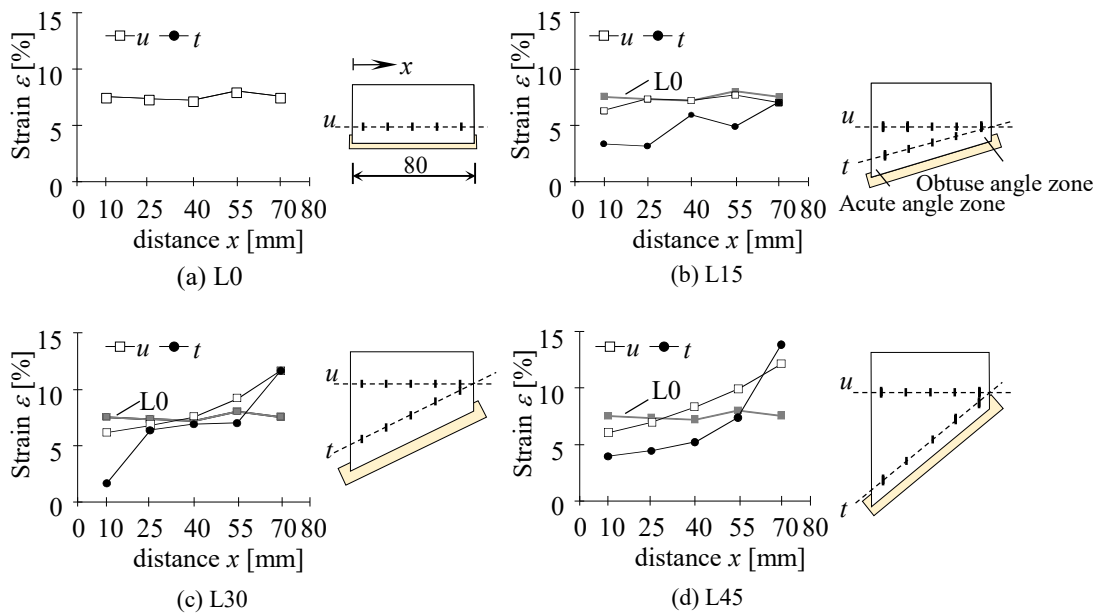 15
10
5
0
Strain ε [%]
u t
0 10 25 40 55 70 80
distance x [mm]
x
u
80
(a) L0
15
10
5
0
Strain ε [%]
u t
L0
0 10 25 40 55 70 80
distance x [mm]
u
t
Obtuse angle zone
Acute angle zone
(b) L15
15
10
5
0
Strain ε [%]
u t
L0
0 10 25 40 55 70 80
distance x [mm]
u
t
(c) L30
15
10
5
0
Strain ε [%]
u t
L0
0 10 25 40 55 70 80
distance x [mm]
u
t
(d) L45